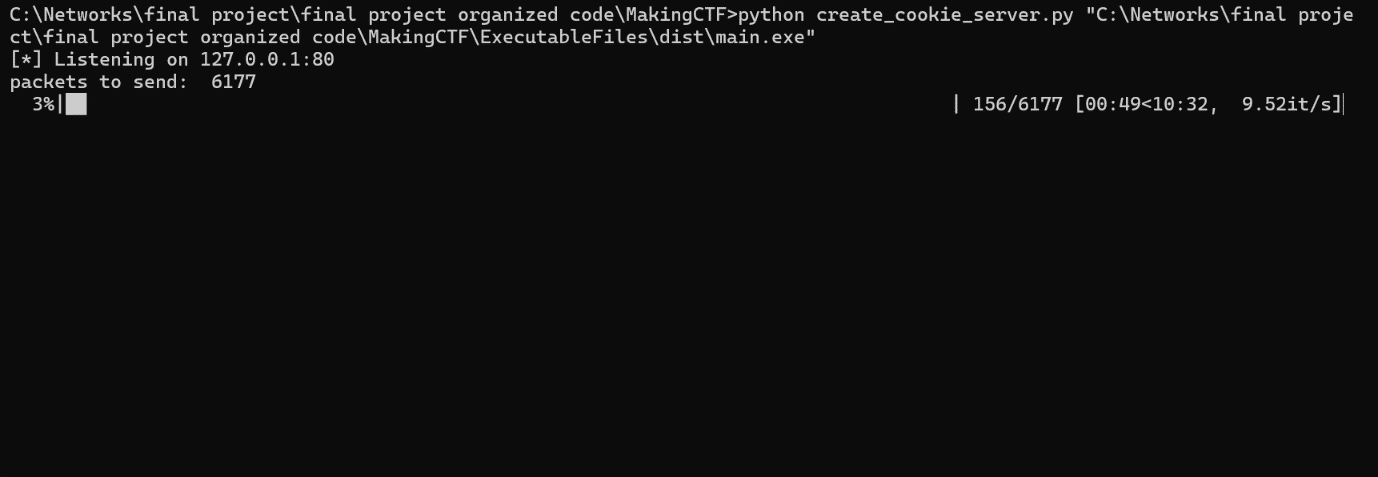 C:\Networks\final project\final project organized code\MakingCTF>python create_cookie_server.py "C:\Networks\final proje
ct\final project organized code\MakingCTF\ExecutableFiles\dist\main.exe"
[*] Listening on 127.0.0.1:80
packets to send:  6177
  3%|██                                                                              | 156/6177 [00:49<10:32,  9.52it/s]